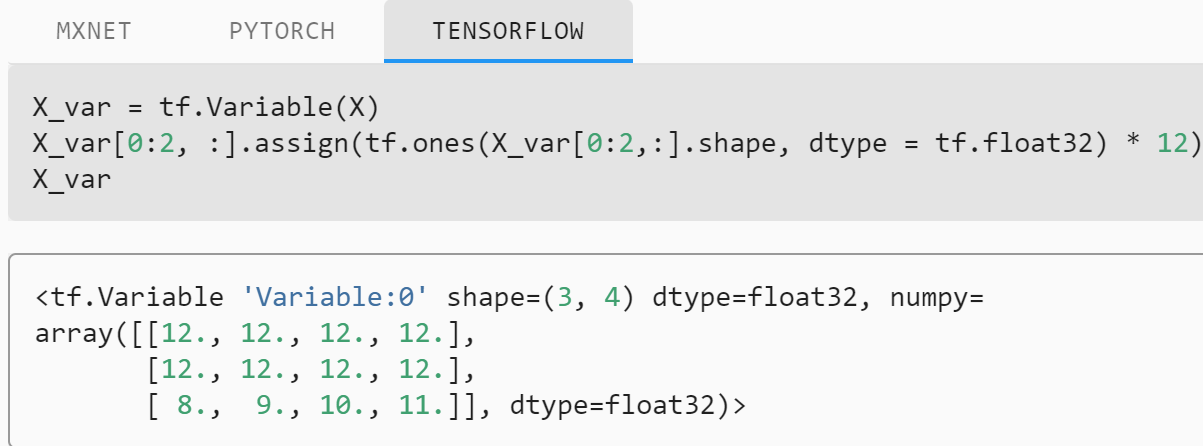 MXNET PYTORCH TENSORFLOW
X_var = tf.Variable(X)
X_var[0:2, :].assign(tf.ones(X_var[0:2,:].shape, dtype = tf.float32) * 12)
X_var
<tf.Variable 'Variable:0' shape=(3, 4) dtype=float32, numpy=
array([[12., 12., 12., 12.],
       [12., 12., 12., 12.],
       [ 8.,  9., 10., 11.]], dtype=float32)>